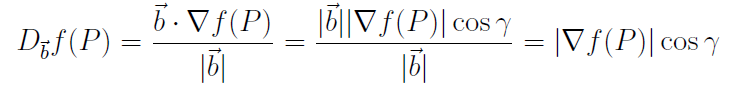 $D_{\vec{b}} f(P) = \frac{\vec{b} \cdot \nabla f(P)}{|\vec{b}|} = \frac{|\vec{b}||\nabla f(P)| \cos \gamma}{|\vec{b}|} = |\nabla f(P)| \cos \gamma$